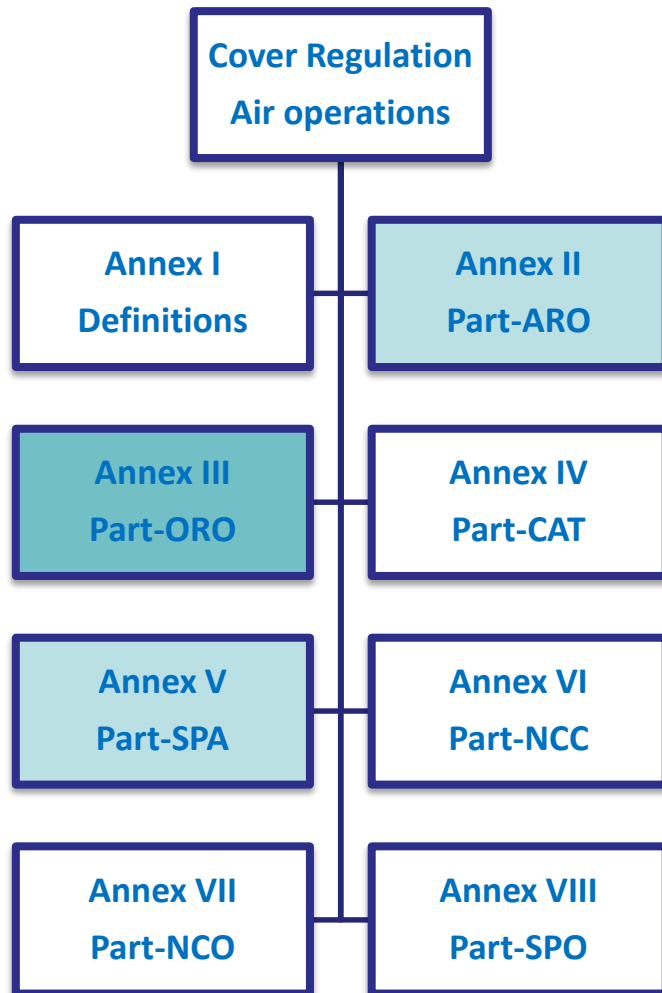 Cover Regulation
Air operations
Annex I
Definitions
Annex II
Part-ARO
Annex III
Part-ORO
Annex IV
Part-CAT
Annex V
Part-SPA
Annex VI
Part-NCC
Annex VII
Part-NCO
Annex VIII
Part-SPO